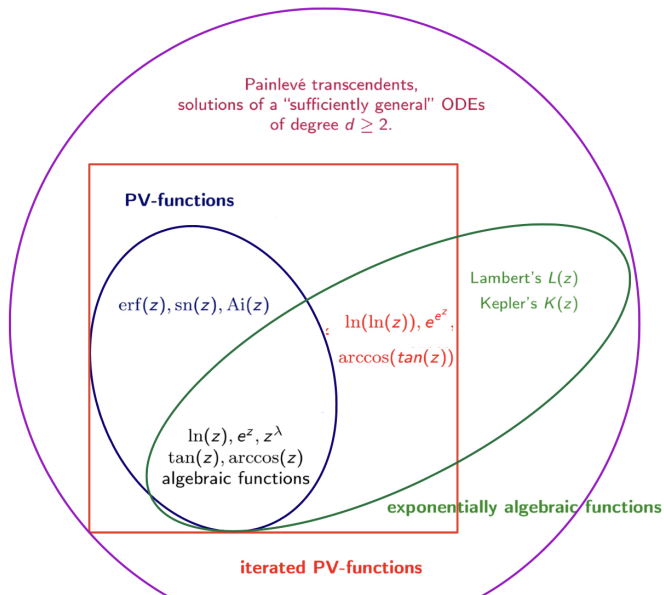 Painlevé transcendents,
solutions of a “sufficiently general” ODEs
of degree d ≥ 2.
PV-functions
Lambert's L(z)
Kepler's K(z)
erf(z), sn(z), Ai(z)
ln(ln(z)), e^{e^z},
arccos(tan(z))
ln(z), e^z, z^λ
tan(z), arccos(z)
algebraic functions
exponentially algebraic functions
iterated PV-functions